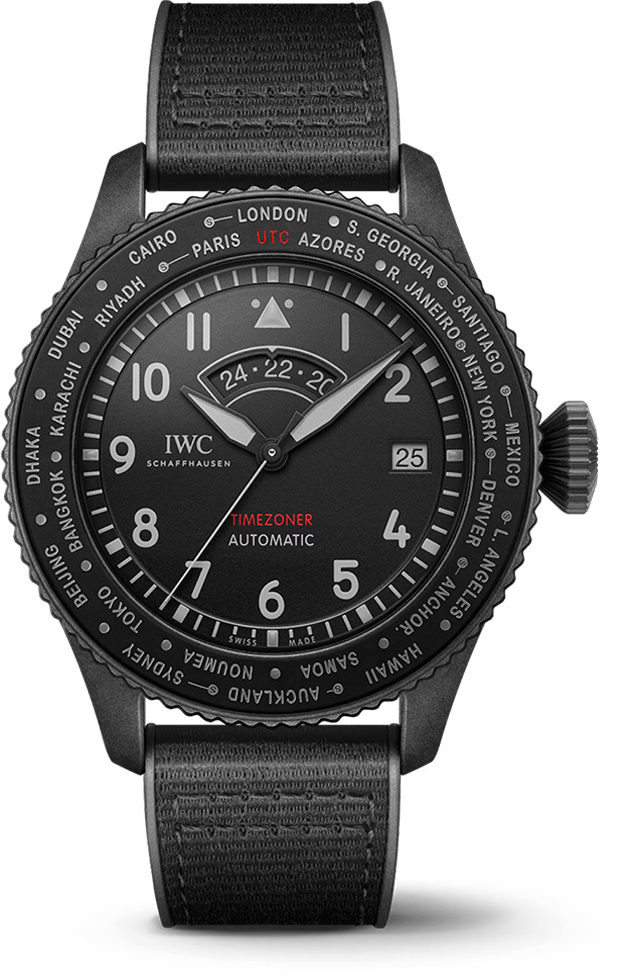 LONDON
S. GEORGIA
SANTIAGO
MEXICO
L. ANGELES
HAWAII
SAMOA
AUCKLAND
SYDNEY
BEIJING
DHAKA
DUBAI
CAIRO
PARIS
UTC
AZORES
R. JANEIRO
NEW YORK
DENVER
ANCHOR.
NOUMEA
TOKYO
BANGKOK
KARACHI
RIYADH
11
1
24 • 22 • 20
10
2
IWC
SCHAFFHAUSEN
9
25
TIMEZONER
AUTOMATIC
8
4
7
5
6
SWISS MADE